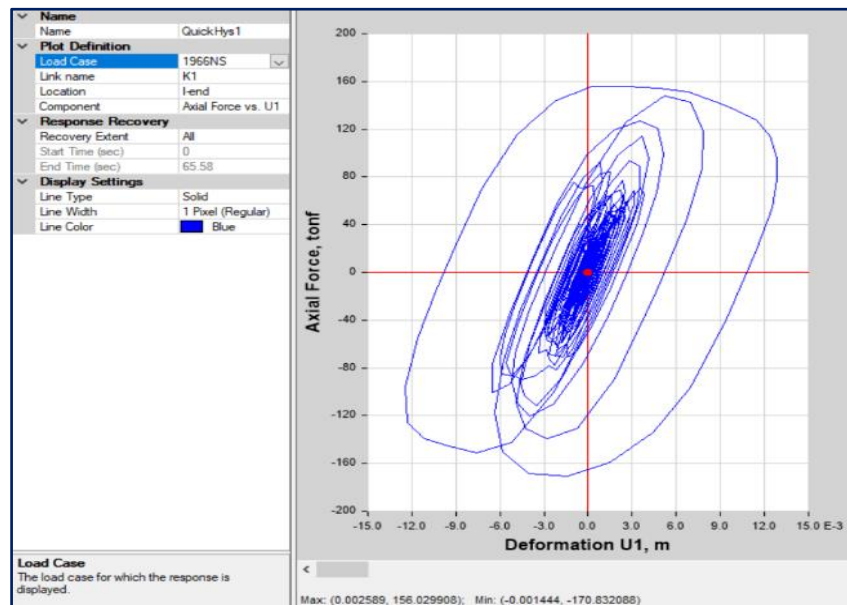 Name
Name QuickHys1
Plot Definition
Load Case 1966NS
Link name K1
Location I-end
Component Axial Force vs. U1
Response Recovery
Recovery Extent All
Start Time (sec) 0
End Time (sec) 65.58
Display Settings
Line Type Solid
Line Width 1 Pixel (Regular)
Line Color Blue
Load Case
The load case for which the response is
displayed.
Axial Force, tonf
200
160
120
80
40
0
-40
-80
-120
-160
-200
-15.0 -12.0 -9.0 -6.0 -3.0 0.0 3.0 6.0 9.0 12.0 15.0 E-3
Deformation U1, m
<
Max: (0.002589, 156.029908); Min: (-0.001444, -170.832088)